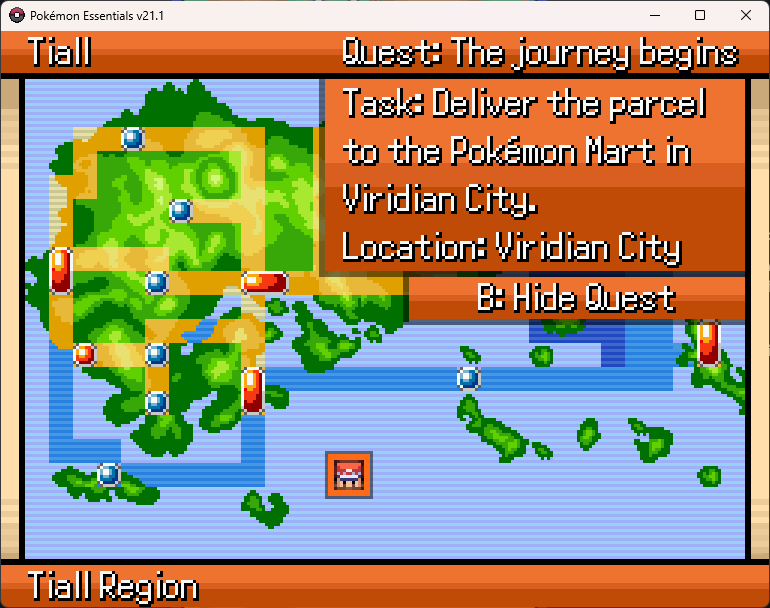 Pokémon Essentials v21.1
Tiall
Quest: The journey begins
Task: Deliver the parcel
to the Pokémon Mart in
Viridian City.
Location: Viridian City
B: Hide Quest
Tiall Region